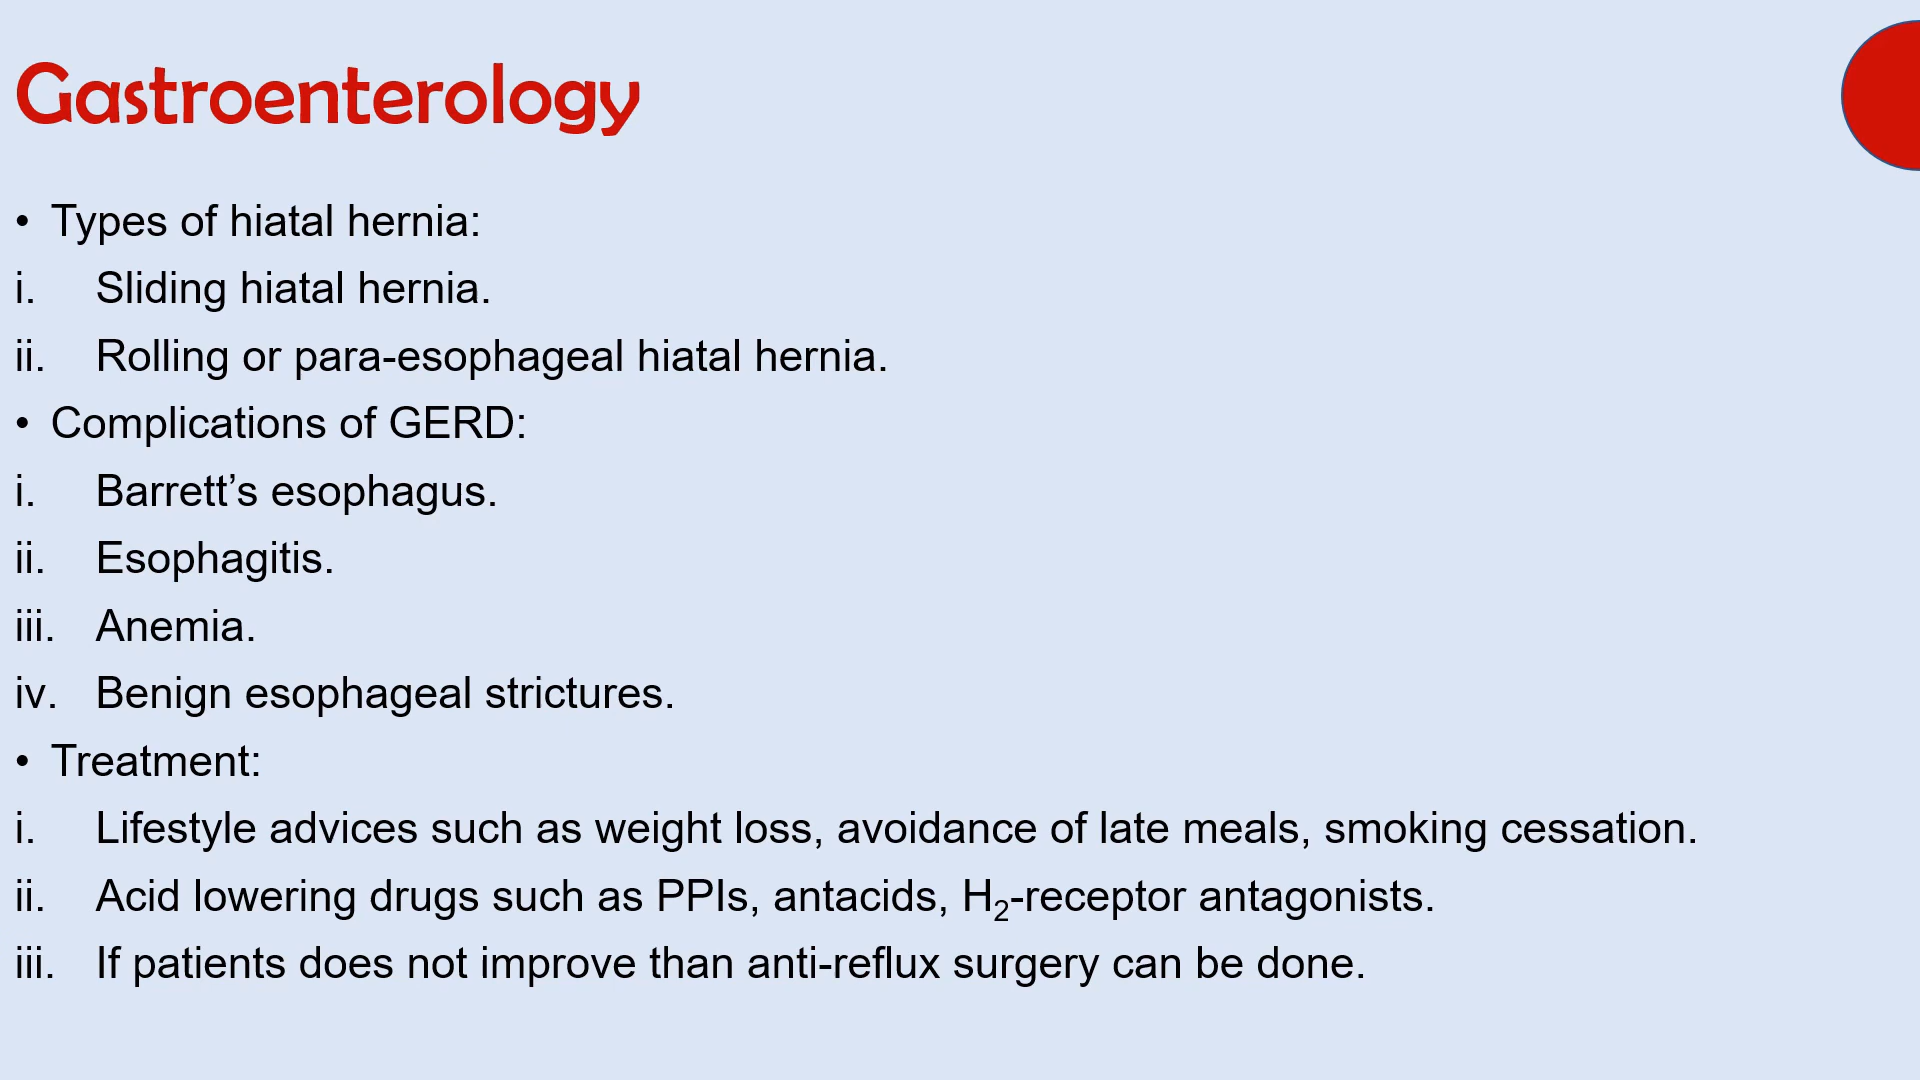 Gastroenterology
• Types of hiatal hernia:
i. Sliding hiatal hernia.
ii. Rolling or para-esophageal hiatal hernia.
• Complications of GERD:
i. Barrett’s esophagus.
ii. Esophagitis.
iii. Anemia.
iv. Benign esophageal strictures.
• Treatment:
i. Lifestyle advices such as weight loss, avoidance of late meals, smoking cessation.
ii. Acid lowering drugs such as PPIs, antacids, H₂-receptor antagonists.
iii. If patients does not improve than anti-reflux surgery can be done.